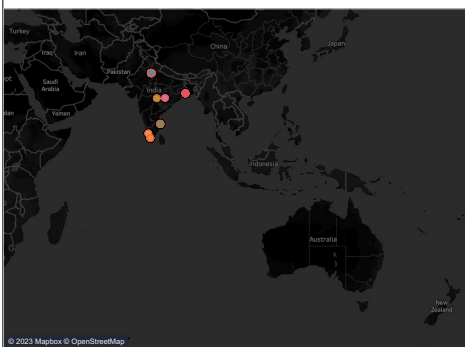 Turkey
Japan
China
Iraq
Iran
Pakistan
Saudi
Arabia
India
Yemen
Indonesia
Australia
New
Zealand
© 2023 Mapbox © OpenStreetMap